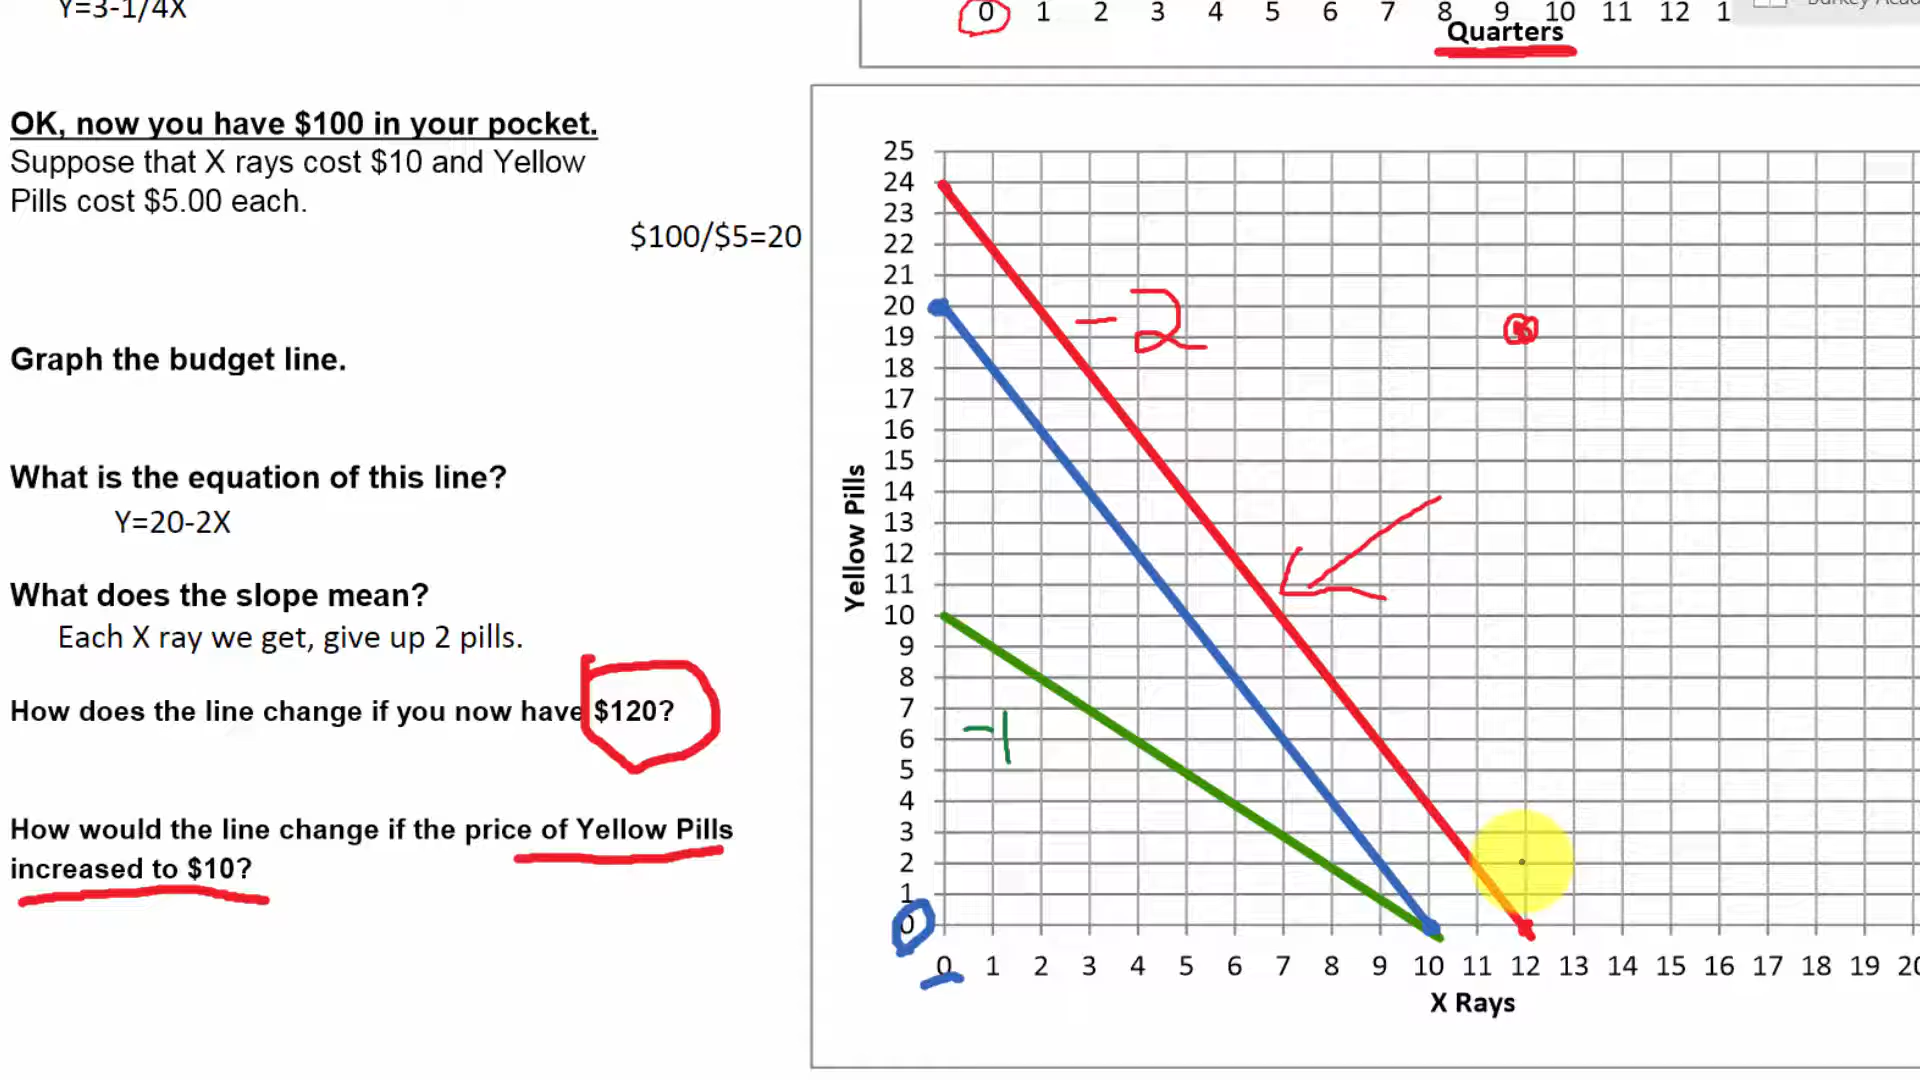 Y=3-1/4X
0 1 2 3 4 5 6 7 8 9 10 11 12 1
Quarters
OK, now you have $100 in your pocket.
Suppose that X rays cost $10 and Yellow
Pills cost $5.00 each.
$100/$5=20
Graph the budget line.
What is the equation of this line?
Y=20-2X
What does the slope mean?
Each X ray we get, give up 2 pills.
How does the line change if you now have $120?
How would the line change if the price of Yellow Pills
increased to $10?
25
24
23
22
21
20
19
18
17
16
15
14
13
12
11
10
9
8
7
6
5
4
3
2
1
0
Yellow Pills
-2
-1
0 1 2 3 4 5 6 7 8 9 10 11 12 13 14 15 16 17 18 19 20
X Rays